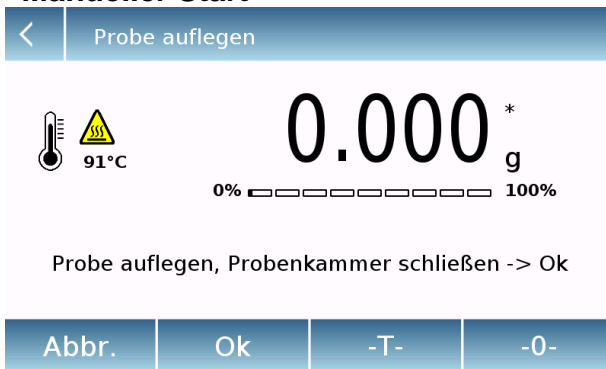 Manueller Start
Probe auflegen
0.000 *
g
91°C
0% 100%
Probe auflegen, Probenkammer schließen -> Ok
Abbr. Ok -T- -0-